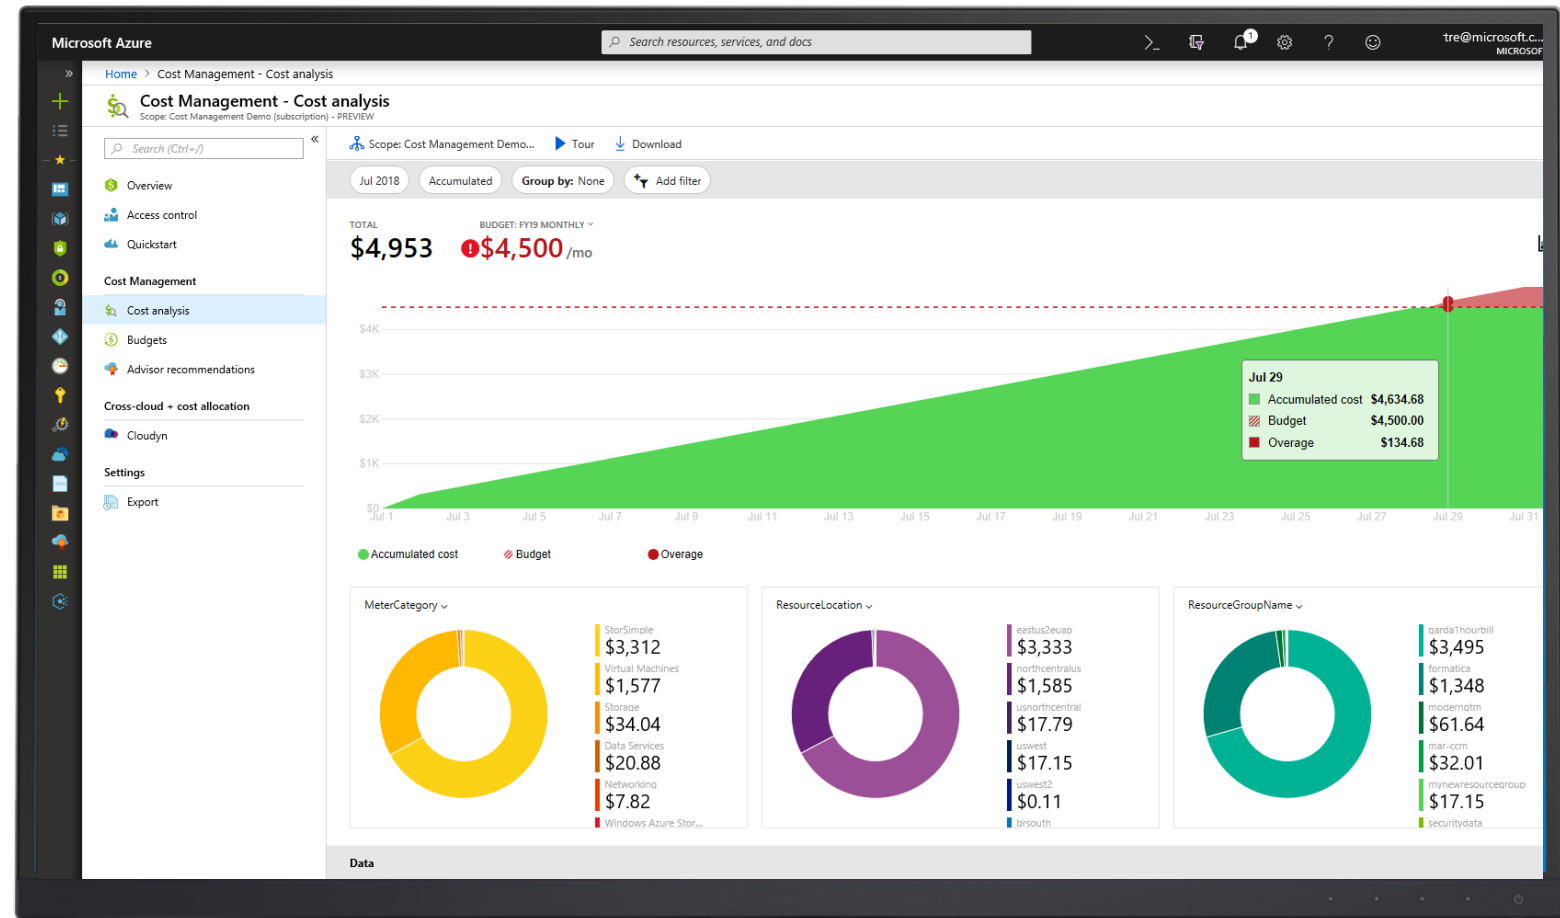 Microsoft Azure
Search resources, services, and docs
1
tre@microsoft.c...
MICROSOF
Home > Cost Management - Cost analysis
Cost Management - Cost analysis
Scope: Cost Management Demo (subscription) - PREVIEW
Search (Ctrl+/)
Overview
Access control
Quickstart
Cost Management
Cost analysis
Budgets
Advisor recommendations
Cross-cloud + cost allocation
Cloudyn
Settings
Export
Scope: Cost Management Demo...
Tour
Download
Jul 2018
Accumulated
Group by: None
Add filter
TOTAL
$4,953
BUDGET: FY19 MONTHLY
$4,500 /mo
$4K
$3K
$2K
$1K
$0
Jul 1 Jul 3 Jul 5 Jul 7 Jul 9 Jul 11 Jul 13 Jul 15 Jul 17 Jul 19 Jul 21 Jul 23 Jul 25 Jul 27 Jul 29 Jul 31
Jul 29
Accumulated cost $4,634.68
Budget $4,500.00
Overage $134.68
Accumulated cost
Budget
Overage
MeterCategory
StorSimple
$3,312
Virtual Machines
$1,577
Storage
$34.04
Data Services
$20.88
Networking
$7.82
Windows Azure Stor...
ResourceLocation
eastus2euap
$3,333
northcentralus
$1,585
usnorthcentral
$17.79
uswest
$17.15
uswest2
$0.11
brsouth
ResourceGroupName
qarda1hourbill
$3,495
formatica
$1,348
modernqtm
$61.64
mar-ccm
$32.01
mynewresourcegroup
$17.15
securitydata
Data